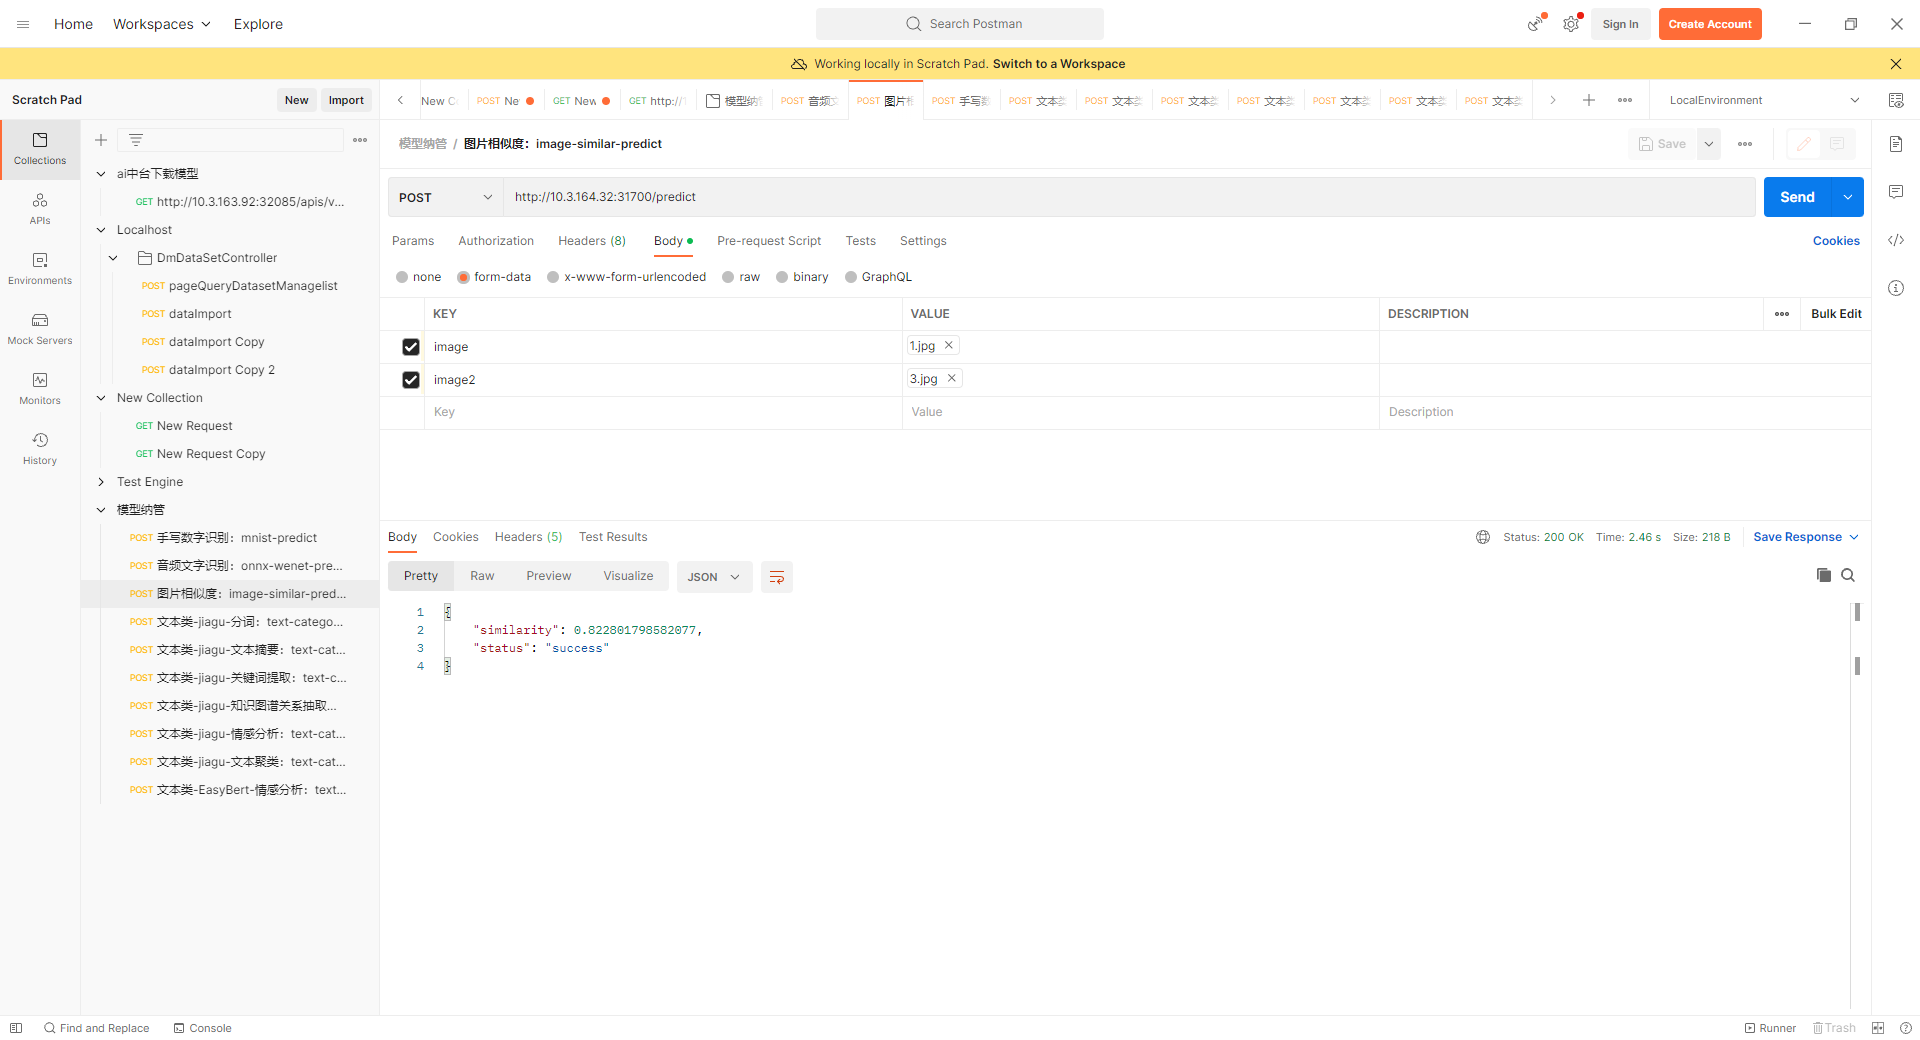 Home Workspaces Explore Search Postman Sign In Create Account
Working locally in Scratch Pad. Switch to a Workspace
Scratch Pad New Import
New C POST Ne GET New GET http:// 模型纳 POST 音频 POST 图片 POST 手写 POST 文本 POST 文本 POST 文本 POST 文本 POST 文本 POST 文本 POST 文本 LocalEnvironment
Collections
APIs
Environments
Mock Servers
Monitors
History
ai中台下载模型
GET http://10.3.163.92:32085/apis/v...
Localhost
DmDataSetController
POST pageQueryDatasetManagelist
POST dataImport
POST dataImport Copy
POST dataImport Copy 2
New Collection
GET New Request
GET New Request Copy
Test Engine
模型纳管
POST 手写数字识别：mnist-predict
POST 音频文字识别：onnx-wenet-pre...
POST 图片相似度：image-similar-pred...
POST 文本类-jiagu-分词：text-catego...
POST 文本类-jiagu-文本摘要：text-cat...
POST 文本类-jiagu-关键词提取：text-c...
POST 文本类-jiagu-知识图谱关系抽取...
POST 文本类-jiagu-情感分析：text-cat...
POST 文本类-jiagu-文本聚类：text-cat...
POST 文本类-EasyBert-情感分析：text...
模型纳管 / 图片相似度：image-similar-predict Save
POST http://10.3.164.32:31700/predict Send
Params Authorization Headers (8) Body Pre-request Script Tests Settings Cookies
none form-data x-www-form-urlencoded raw binary GraphQL
KEY VALUE DESCRIPTION Bulk Edit
image 1.jpg
image2 3.jpg
Key Value Description
Body Cookies Headers (5) Test Results Status: 200 OK Time: 2.46 s Size: 218 B Save Response
Pretty Raw Preview Visualize JSON
1 {
2 "similarity": 0.822801798582077,
3 "status": "success"
4 }
Find and Replace Console Runner Trash